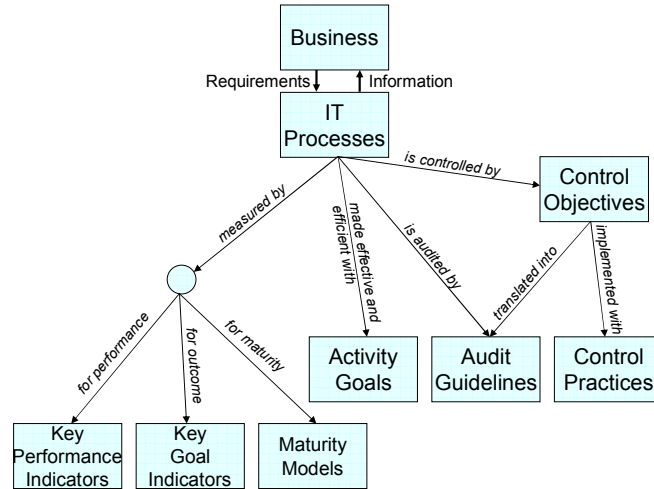 Business
Requirements
Information
IT
Processes
is controlled by
Control
Objectives
measured by
made effective and
efficient with
is audited by
translated into
implemented with
for performance
for outcome
for maturity
Activity
Goals
Audit
Guidelines
Control
Practices
Key
Performance
Indicators
Key
Goal
Indicators
Maturity
Models